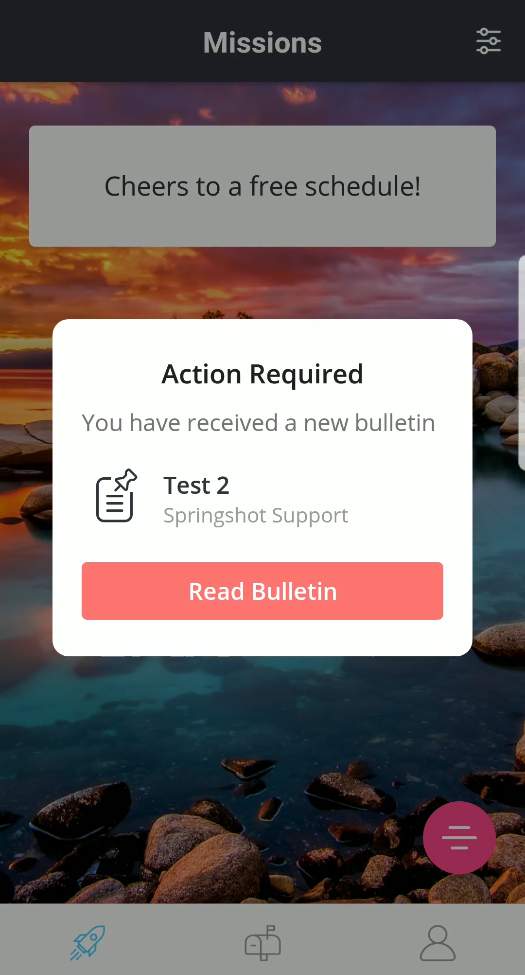 Missions
Cheers to a free schedule!
Action Required
You have received a new bulletin
Test 2
Springshot Support
Read Bulletin